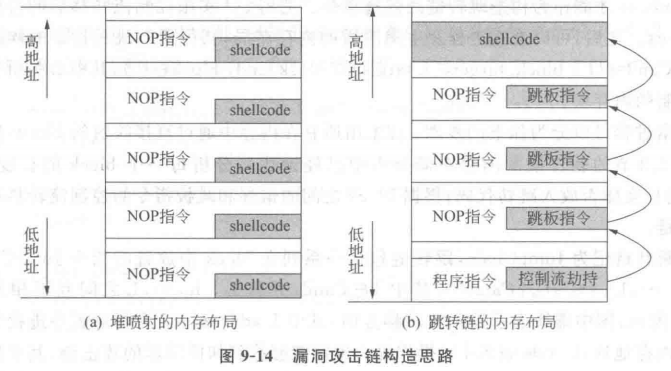 高地址
NOP指令
shellcode
NOP指令
shellcode
NOP指令
shellcode
NOP指令
shellcode
NOP指令
shellcode
低地址
(a) 堆喷射的内存布局
高地址
shellcode
NOP指令 跳板指令
NOP指令 跳板指令
NOP指令 跳板指令
程序指令 控制流劫持
低地址
(b) 跳转链的内存布局
图 9-14 漏洞攻击链构造思路